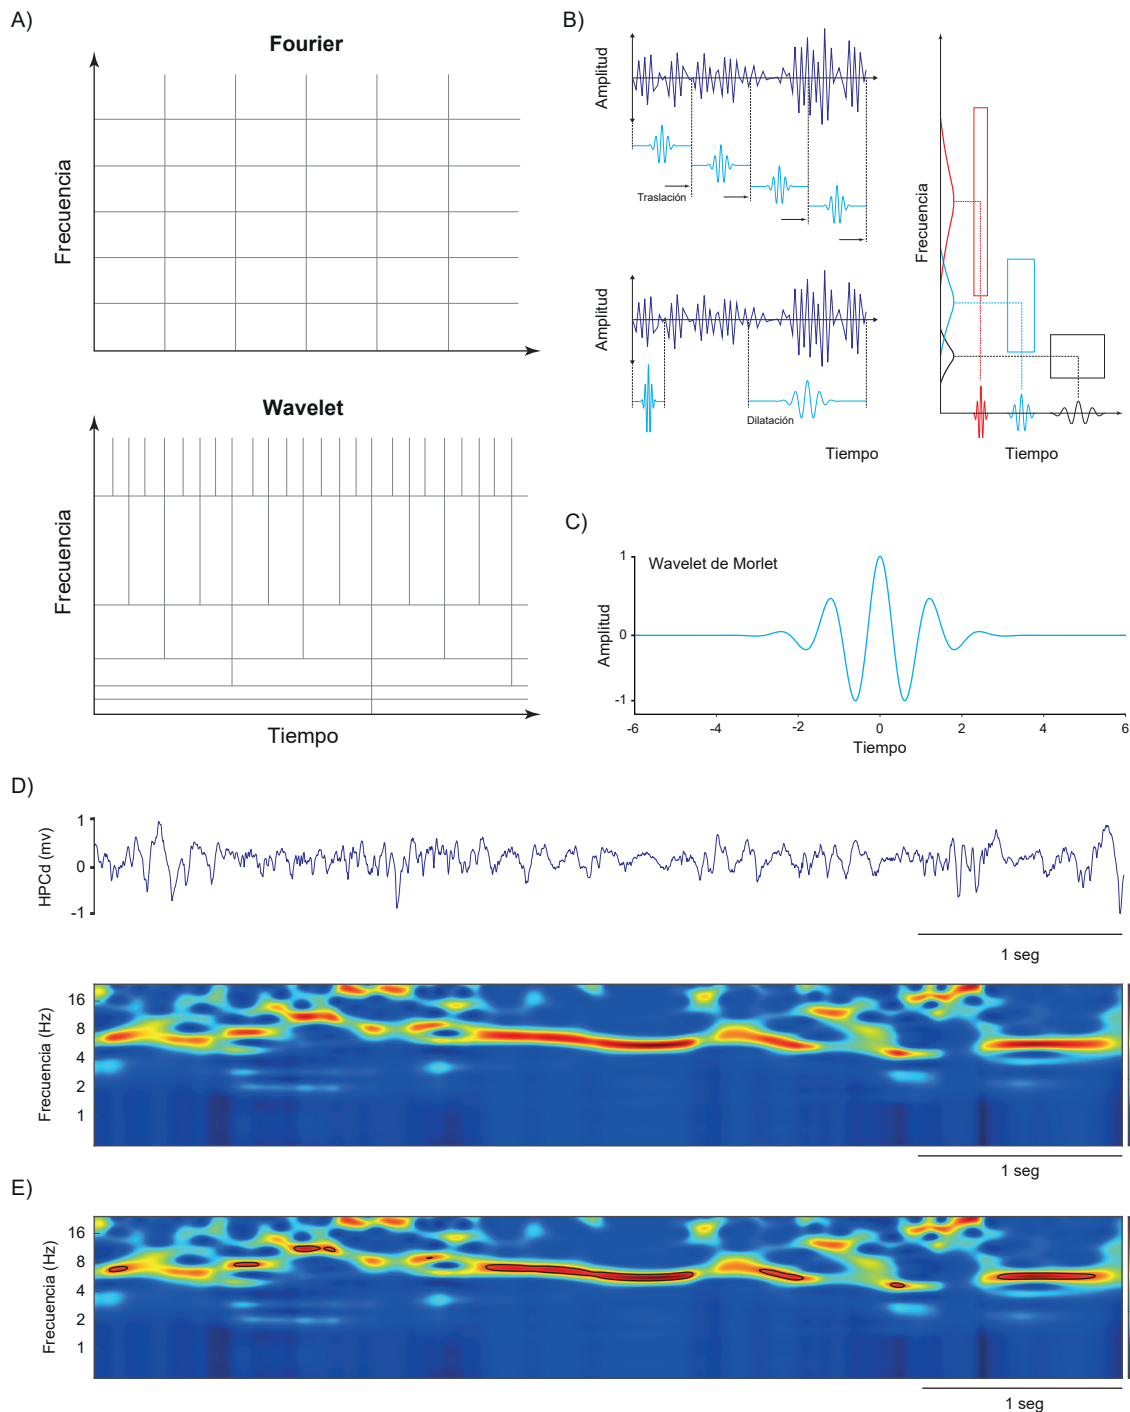 A)
Fourier
Frecuencia
Wavelet
Frecuencia
Tiempo
B)
Amplitud
Traslación
Amplitud
Dilatación
Tiempo
Frecuencia
Tiempo
C)
Wavelet de Morlet
Amplitud
1
0
-1
-6
-4
-2
0
2
4
6
Tiempo
D)
HPCd (mv)
1
0
-1
1 seg
Frecuencia (Hz)
16
8
4
2
1
1 seg
E)
Frecuencia (Hz)
16
8
4
2
1
1 seg